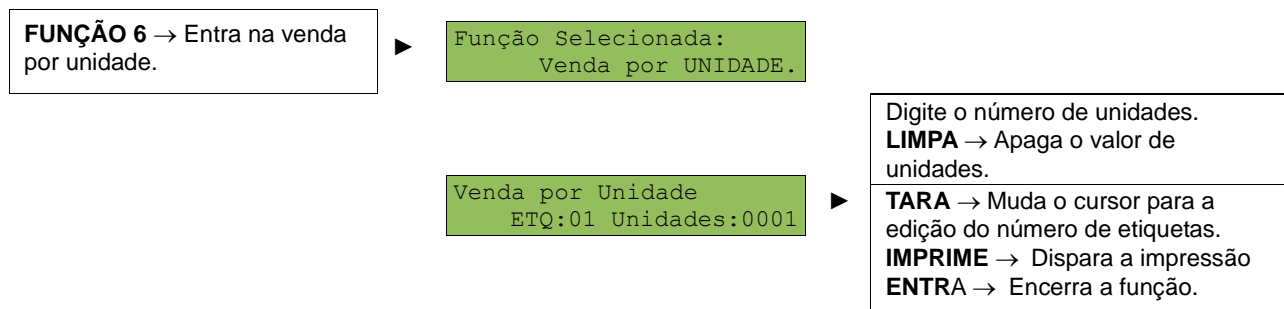 FUNÇÃO 6 → Entra na venda
por unidade.
►
Função Selecionada:
Venda por UNIDADE.
Venda por Unidade
ETQ:01 Unidades:0001
►
Digite o número de unidades.
LIMPA → Apaga o valor de
unidades.
TARA → Muda o cursor para a
edição do número de etiquetas.
IMPRIME → Dispara a impressão
ENTRA → Encerra a função.